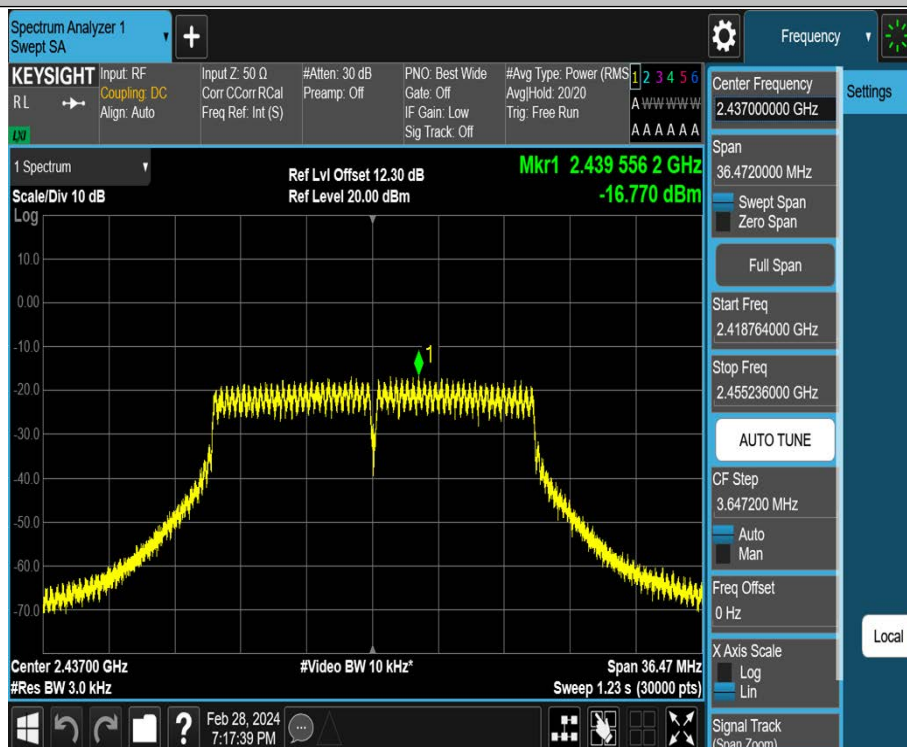 Spectrum Analyzer 1
Swept SA
Frequency
KEYSIGHT
RL
LXI
Input: RF
Coupling: DC
Align: Auto
Input Z: 50 Ω
Corr CCorr RCal
Freq Ref: Int (S)
#Atten: 30 dB
Preamp: Off
PNO: Best Wide
Gate: Off
IF Gain: Low
Sig Track: Off
#Avg Type: Power (RMS
Avg|Hold: 20/20
Trig: Free Run
1 2 3 4 5 6
A W W W W W
A A A A A A
1 Spectrum
Scale/Div 10 dB
Log
Ref Lvl Offset 12.30 dB
Ref Level 20.00 dBm
Mkr1 2.439 556 2 GHz
-16.770 dBm
10.0
0.00
-10.0
1
-20.0
-30.0
-40.0
-50.0
-60.0
-70.0
Center 2.43700 GHz
#Res BW 3.0 kHz
#Video BW 10 kHz*
Span 36.47 MHz
Sweep 1.23 s (30000 pts)
Feb 28, 2024
7:17:39 PM
Center Frequency
2.437000000 GHz
Span
36.4720000 MHz
Swept Span
Zero Span
Full Span
Start Freq
2.418764000 GHz
Stop Freq
2.455236000 GHz
AUTO TUNE
CF Step
3.647200 MHz
Auto
Man
Freq Offset
0 Hz
X Axis Scale
Log
Lin
Signal Track
(Span Zoom)
Settings
Local